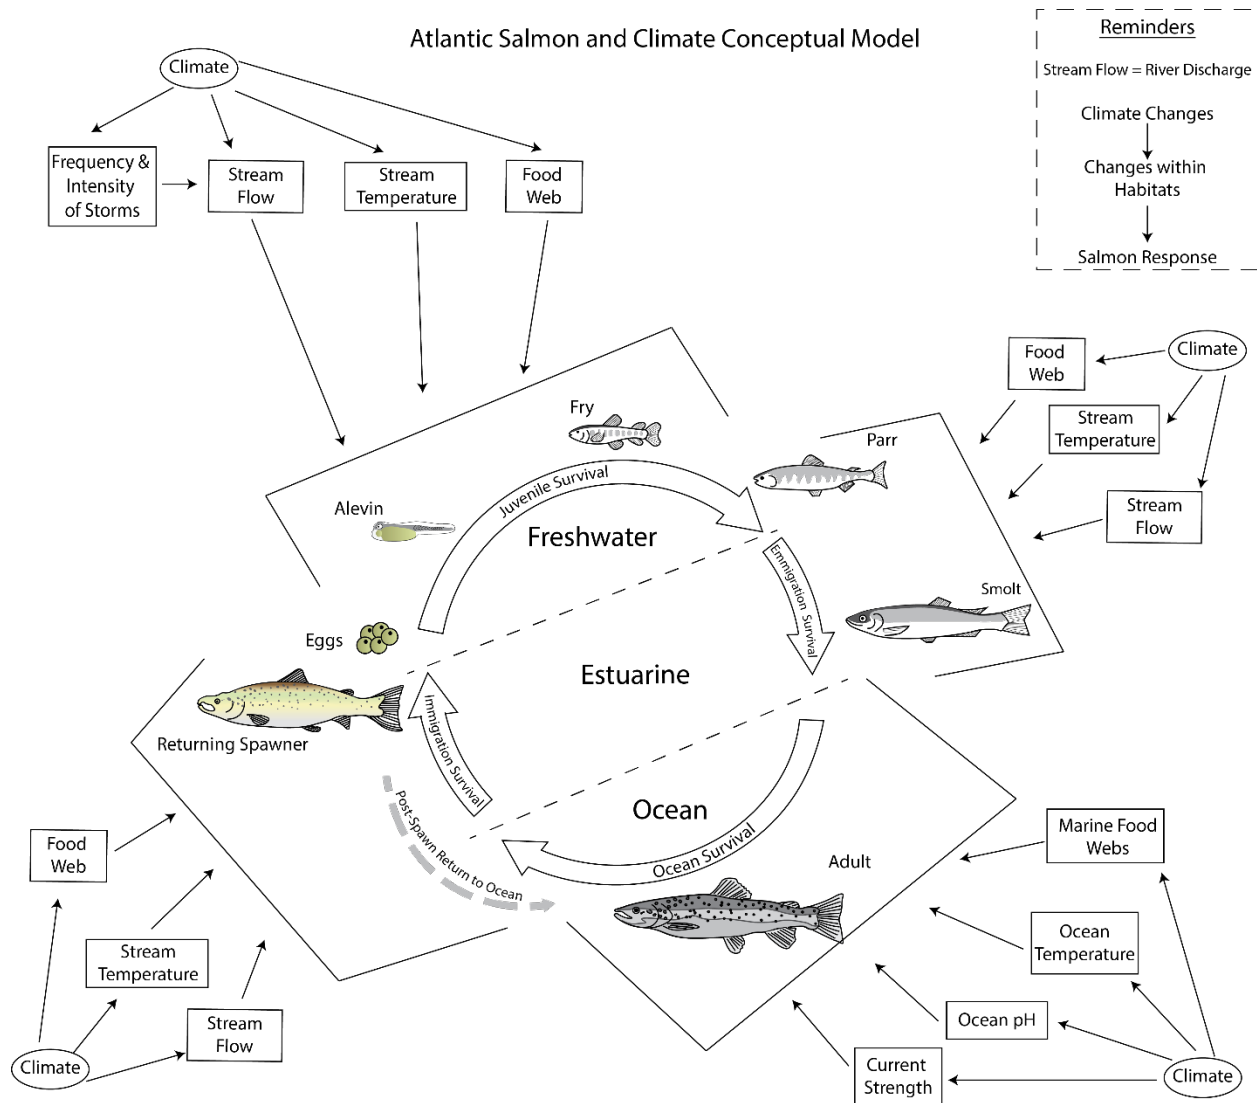 Atlantic Salmon and Climate Conceptual Model
Reminders
Stream Flow = River Discharge
Climate Changes
Changes within
Habitats
Salmon Response
Climate
Frequency &
Intensity
of Storms
Stream
Flow
Stream
Temperature
Food
Web
Climate
Food
Web
Stream
Temperature
Stream
Flow
Fry
Parr
Alevin
Juvenile Survival
Freshwater
Emmigration Survival
Smolt
Eggs
Estuarine
Returning Spawner
Immigration Survival
Post-Spawn Return to Ocean
Ocean
Ocean Survival
Adult
Food
Web
Stream
Temperature
Stream
Flow
Climate
Marine Food
Webs
Ocean
Temperature
Ocean pH
Current
Strength
Climate